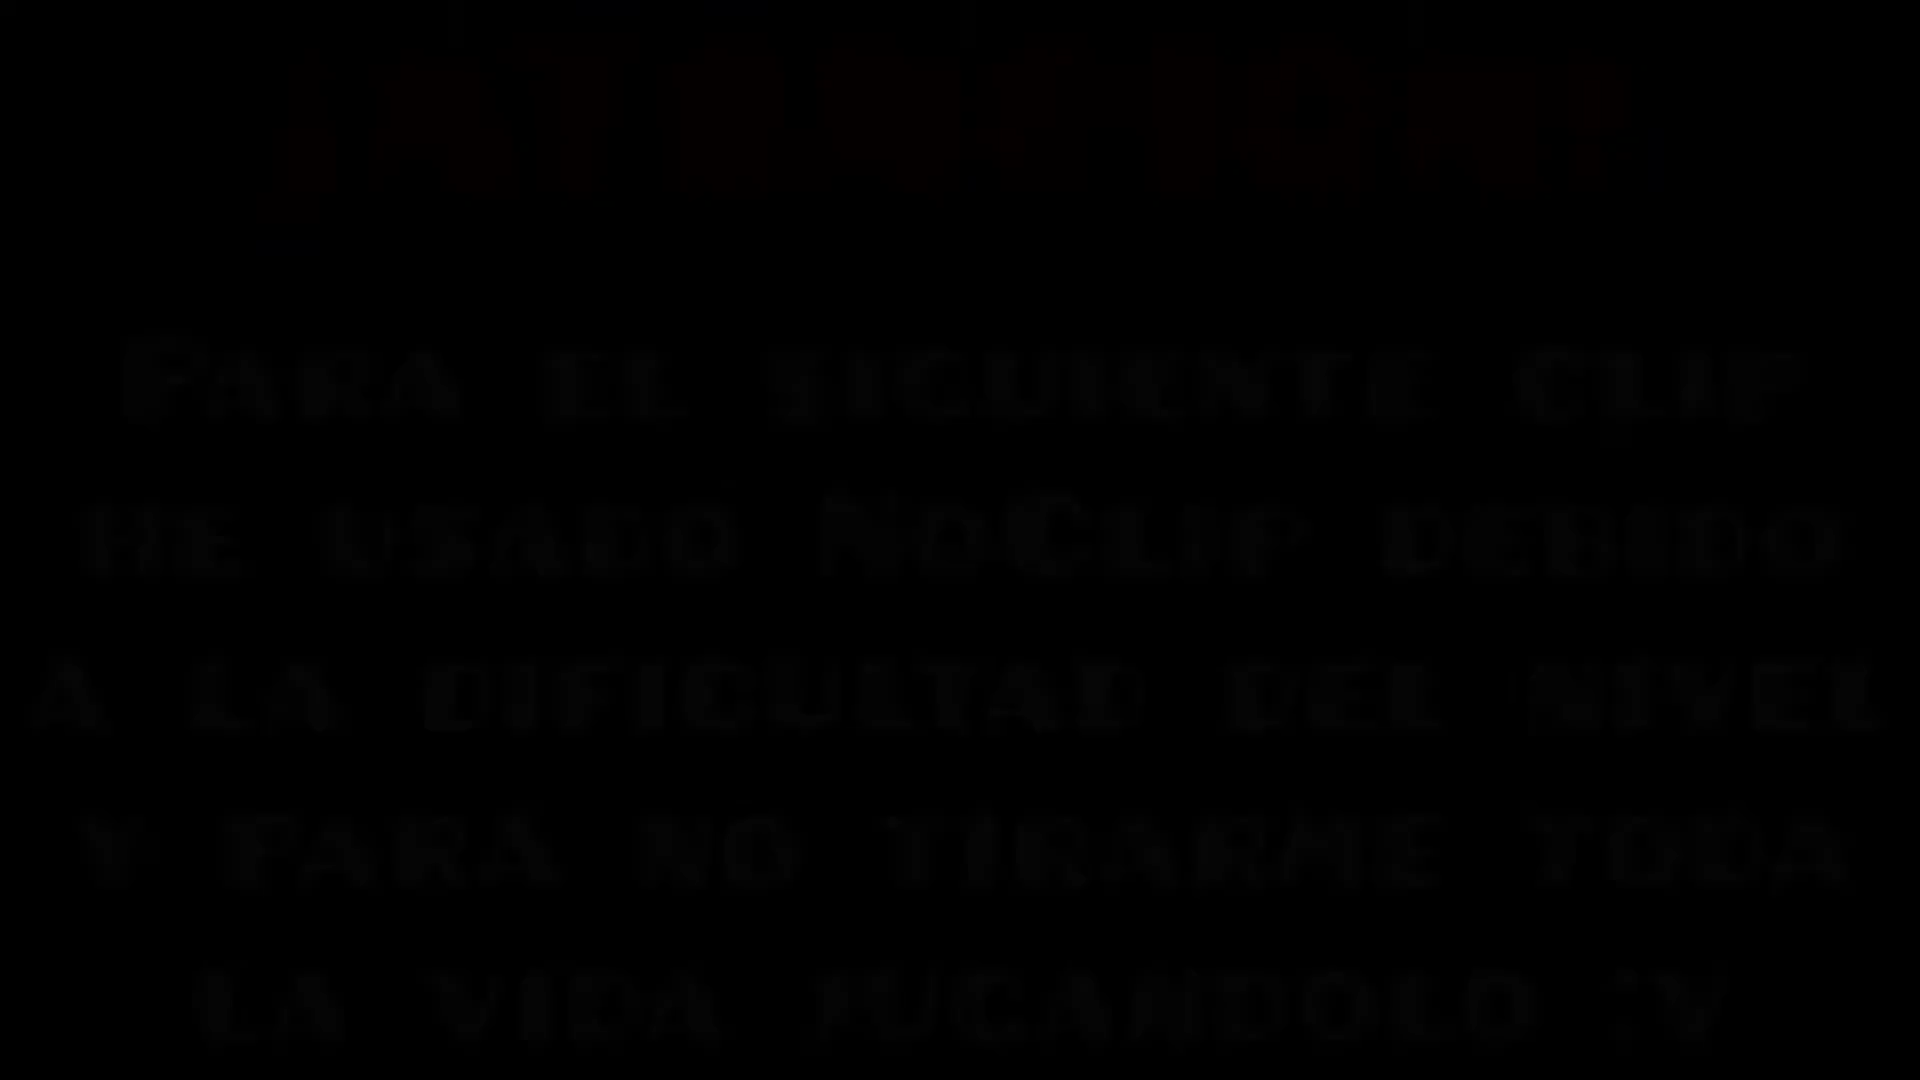 ¡ATENCIÓN!
Para el siguiente clip
he usado NoClip debido
a la dificultad del nivel
y para no tirarme toda
la vida jugandolo :v